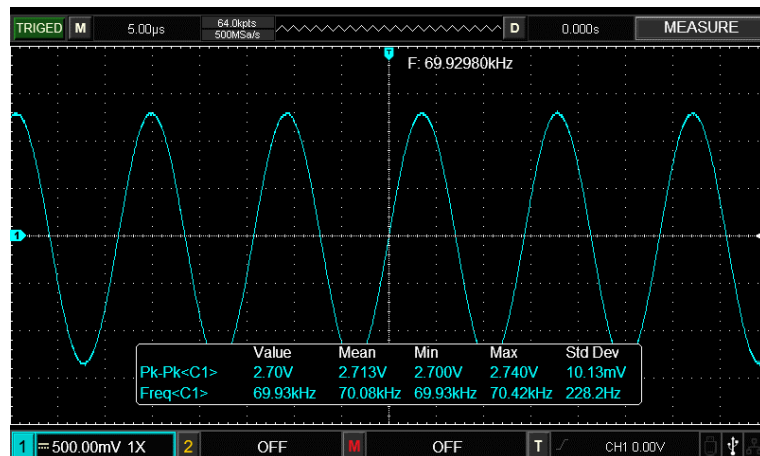 TRIGED M 5.00µs 64.0kpts 500MSa/s D 0.000s MEASURE
T
F: 69.92980kHz
1
Value Mean Min Max Std Dev
Pk-Pk<C1> 2.70V 2.713V 2.700V 2.740V 10.13mV
Freq<C1> 69.93kHz 70.08kHz 69.93kHz 70.42kHz 228.2Hz
1 500.00mV 1X 2 OFF M OFF T CH1 0.00V